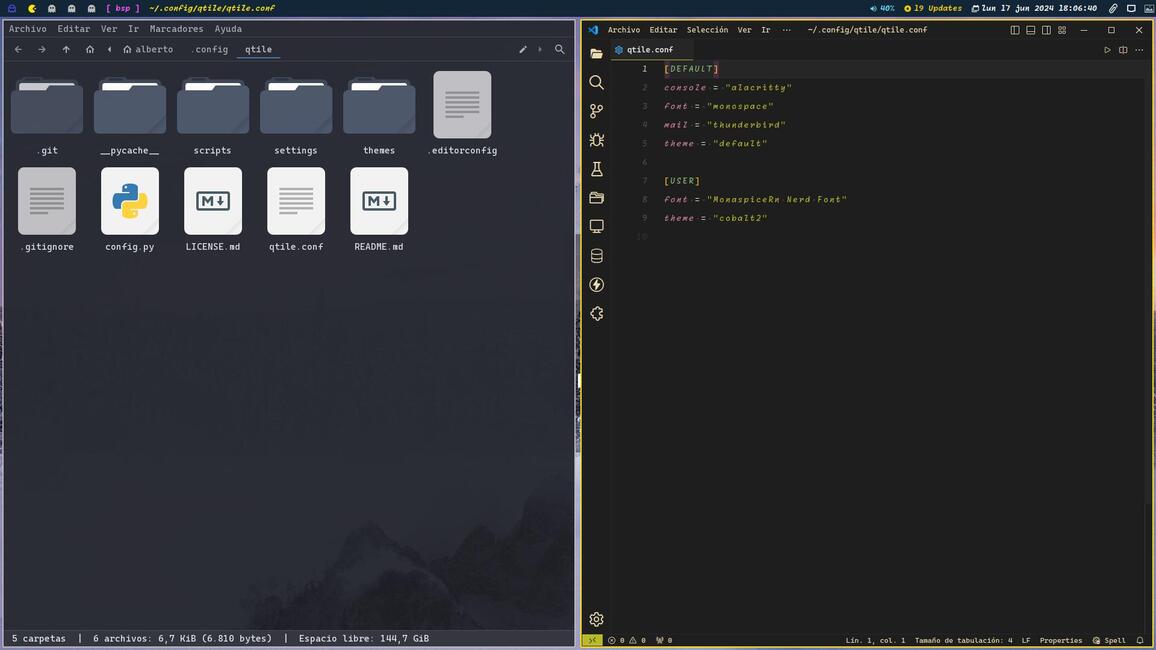 [ bsp ] ~/.config/qtile/qtile.conf
40% 19 Updates lun 17 jun 2024 18:06:40
Archivo Editar Ver Ir Marcadores Ayuda
alberto .config qtile
.git __pycache__ scripts settings themes .editorconfig
.gitignore config.py LICENSE.md qtile.conf README.md
5 carpetas | 6 archivos: 6,7 KiB (6.810 bytes) | Espacio libre: 144,7 GiB
Archivo Editar Selección Ver Ir ··· ~/.config/qtile/qtile.conf
qtile.conf
1 [DEFAULT]
2 console = "alacritty"
3 font = "monospace"
4 mail = "thunderbird"
5 theme = "default"
6
7 [USER]
8 font = "MonaspiceRn Nerd Font"
9 theme = "cobalt2"
10
0 0 0 Lín. 1, col. 1 Tamaño de tabulación: 4 LF Properties Spell